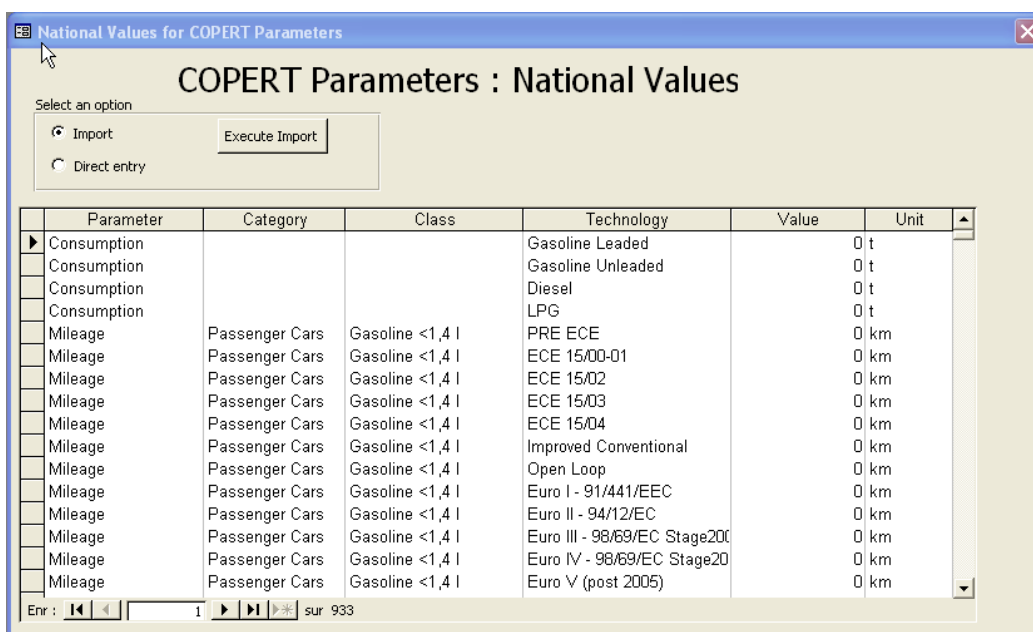 National Values for COPERT Parameters
COPERT Parameters : National Values
Select an option
Import
Execute Import
Direct entry
Parameter Category Class Technology Value Unit
Consumption Gasoline Leaded 0 t
Consumption Gasoline Unleaded 0 t
Consumption Diesel 0 t
Consumption LPG 0 t
Mileage Passenger Cars Gasoline <1,4 l PRE ECE 0 km
Mileage Passenger Cars Gasoline <1,4 l ECE 15/00-01 0 km
Mileage Passenger Cars Gasoline <1,4 l ECE 15/02 0 km
Mileage Passenger Cars Gasoline <1,4 l ECE 15/03 0 km
Mileage Passenger Cars Gasoline <1,4 l ECE 15/04 0 km
Mileage Passenger Cars Gasoline <1,4 l Improved Conventional 0 km
Mileage Passenger Cars Gasoline <1,4 l Open Loop 0 km
Mileage Passenger Cars Gasoline <1,4 l Euro I - 91/441/EEC 0 km
Mileage Passenger Cars Gasoline <1,4 l Euro II - 94/12/EC 0 km
Mileage Passenger Cars Gasoline <1,4 l Euro III - 98/69/EC Stage200 0 km
Mileage Passenger Cars Gasoline <1,4 l Euro IV - 98/69/EC Stage20 0 km
Mileage Passenger Cars Gasoline <1,4 l Euro V (post 2005) 0 km
Enr : 1 sur 933